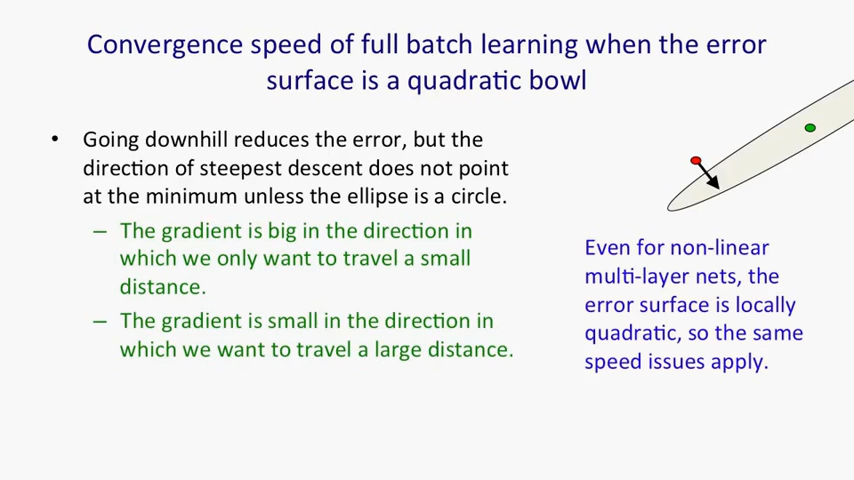 Convergence speed of full batch learning when the error
surface is a quadratic bowl
• Going downhill reduces the error, but the
direction of steepest descent does not point
at the minimum unless the ellipse is a circle.
– The gradient is big in the direction in
which we only want to travel a small
distance.
– The gradient is small in the direction in
which we want to travel a large distance.
Even for non-linear
multi-layer nets, the
error surface is locally
quadratic, so the same
speed issues apply.